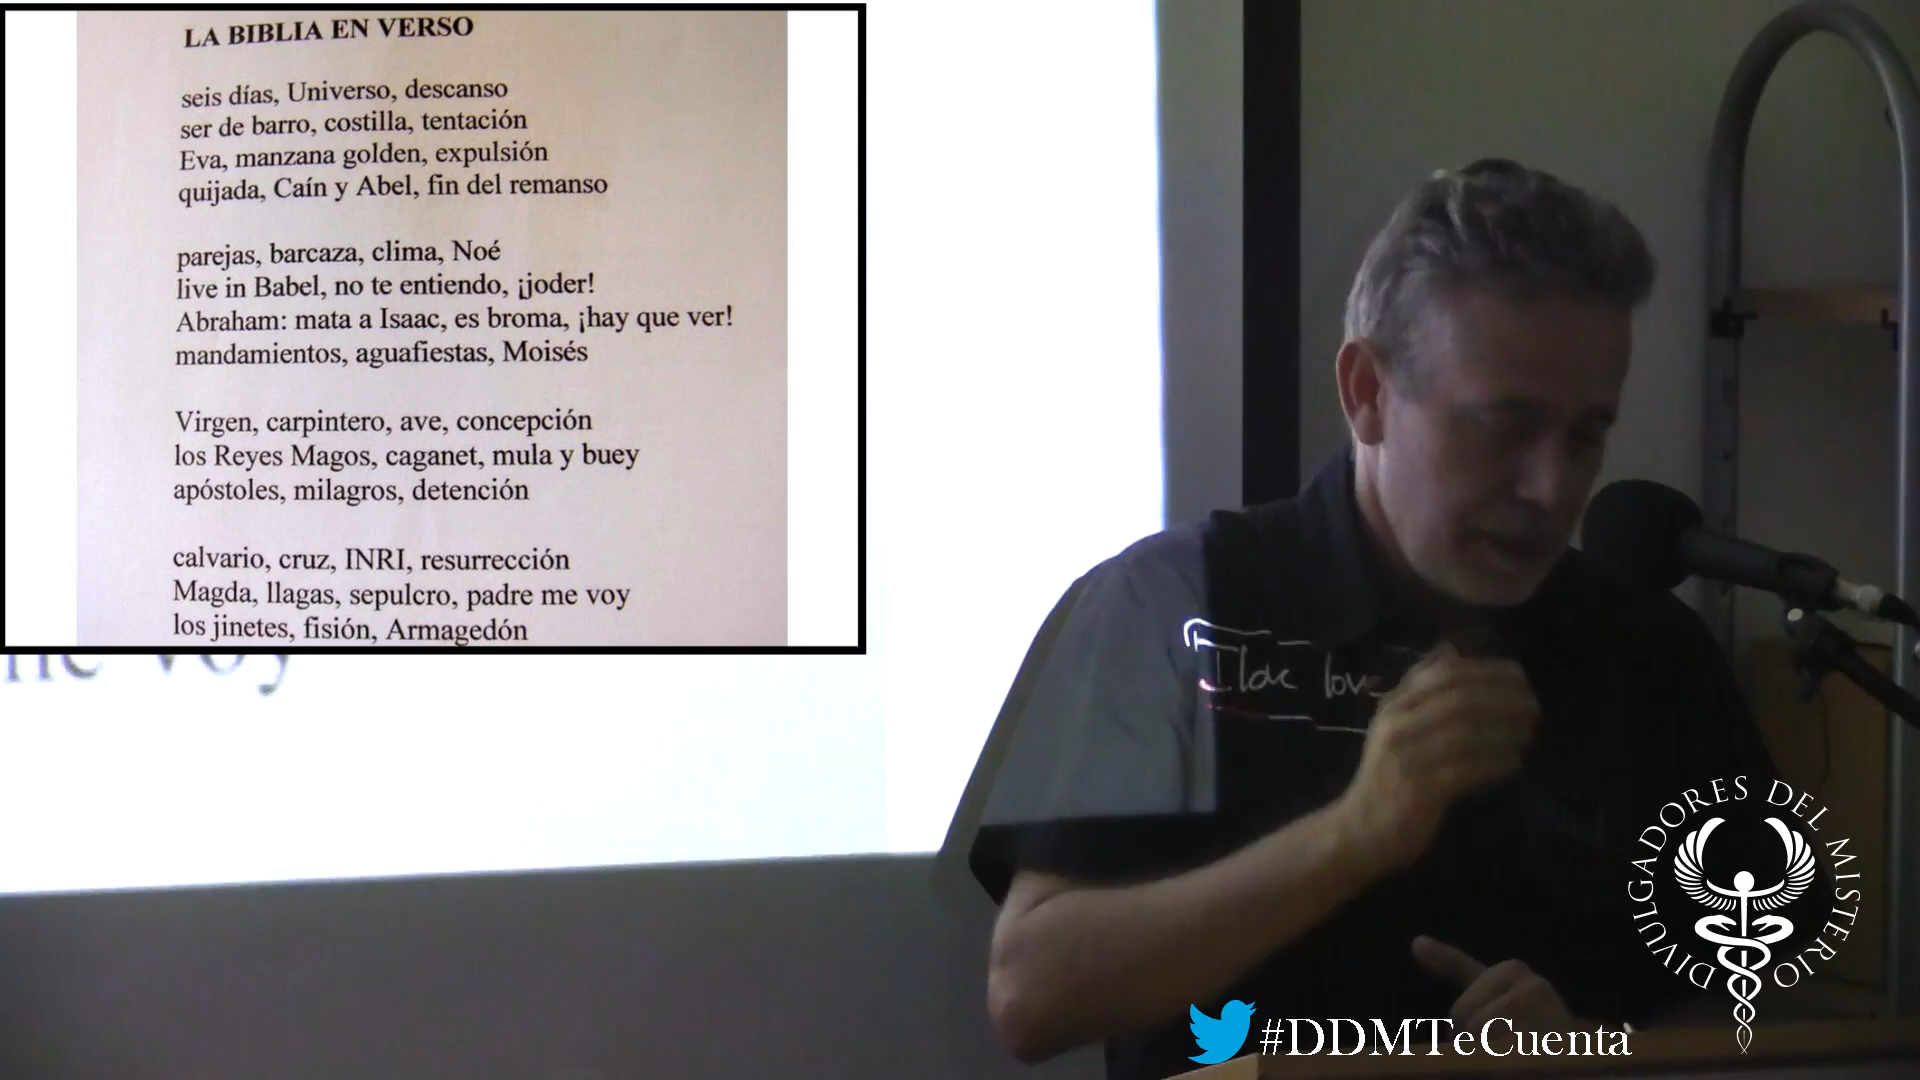 LA BIBLIA EN VERSO
seis días, Universo, descanso
ser de barro, costilla, tentación
Eva, manzana golden, expulsión
quijada, Caín y Abel, fin del remanso
parejas, barcaza, clima, Noé
live in Babel, no te entiendo, ¡joder!
Abraham: mata a Isaac, es broma, ¡hay que ver!
mandamientos, aguafiestas, Moisés
Virgen, carpintero, ave, concepción
los Reyes Magos, caganet, mula y buey
apóstoles, milagros, detención
calvario, cruz, INRI, resurrección
Magda, llagas, sepulcro, padre me voy
los jinetes, fisión, Armagedón
me voy
I love love
DIVULGADORES DEL MISTERIO
#DDMTeCuenta